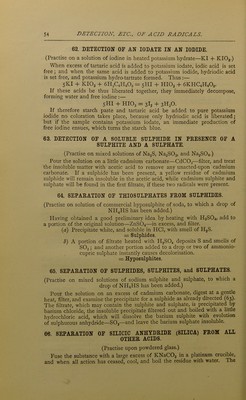 54 DETECTION, ETC., OF ACID RADICALS.
62. DETECTION OF AN IODATE IN AN IODIDE.
(Practise on a solution of iodine in heated potassium hydrate—KI + KIO₃.)
When excess of tartaric acid is added to potassium iodate, iodic acid is set
free; and when the same acid is added to potassium iodide, hydriodic acid
is set free, and potassium hydro-tartrate formed. Thus:—
5KI + KIO₃ + 6H₂C₄H₄O₆ = 5HI + HIO₃ + 6KHC₄H₄O₆.
If these acids be thus liberated together, they immediately decompose,
forming water and free iodine:—
5HI + HIO₃ = 3I₂ + 3H₂O.
If therefore starch paste and tartaric acid be added to pure potassium
iodide no coloration takes place, because only hydriodic acid is liberated;
but if the sample contains potassium iodate, an immediate production of
free iodine ensues, which turns the starch blue.
63. DETECTION OF A SOLUBLE SULPHIDE IN PRESENCE OF A
SULPHITE AND A SULPHATE.
(Practise on mixed solutions of Na₂S, Na₂SO₃, and Na₂SO₄.)
Pour the solution on a little cadmium carbonate—CdCO₃—filter, and treat
the insoluble matter with acetic acid to remove any unacted-upon cadmium
carbonate. If a sulphide has been present, a yellow residue of cadmium
sulphide will remain insoluble in the acetic acid, while cadmium sulphite and
sulphate will be found in the first filtrate, if these two radicals were present.
64. SEPARATION OF THIOSULPHATES FROM SULPHIDES.
(Practise on solution of commercial hyposulphite of soda, to which a drop of
NH₄HS has been added.)
Having obtained a good preliminary idea by heating with H₂SO₄, add to
a portion of the original solution—ZnSO₄—in excess, and filter.
(a) Precipitate white, and soluble in HCl, with smell of H₂S.
= Sulphides.
(b) A portion of filtrate heated with H₂SO₄ deposits S and smells of
SO₂; and another portion added to a drop or two of ammonio-
cupric sulphate instantly causes decolorisation.
= Hyposulphites.
65. SEPARATION OF SULPHIDES, SULPHITES, and SULPHATES.
(Practise on mixed solutions of sodium sulphite and sulphate, to which a
drop of NH₄HS has been added.)
Pour the solution on an excess of cadmium carbonate, digest at a gentle
heat, filter, and examine the precipitate for a sulphide as already directed (63).
The filtrate, which may contain the sulphite and sulphate, is precipitated by
barium chloride, the insoluble precipitate filtered out and boiled with a little
hydrochloric acid, which will dissolve the barium sulphite with evolution
of sulphurous anhydride—SO₂—and leave the barium sulphate insoluble.
66. SEPARATION OF SILICIC ANHYDRIDE (SILICA) FROM ALL
OTHER ACIDS.
(Practise upon powdered glass.)
Fuse the substance with a large excess of KNaCO₃ in a platinum crucible,
and when all action has ceased, cool, and boil the residue with water. The